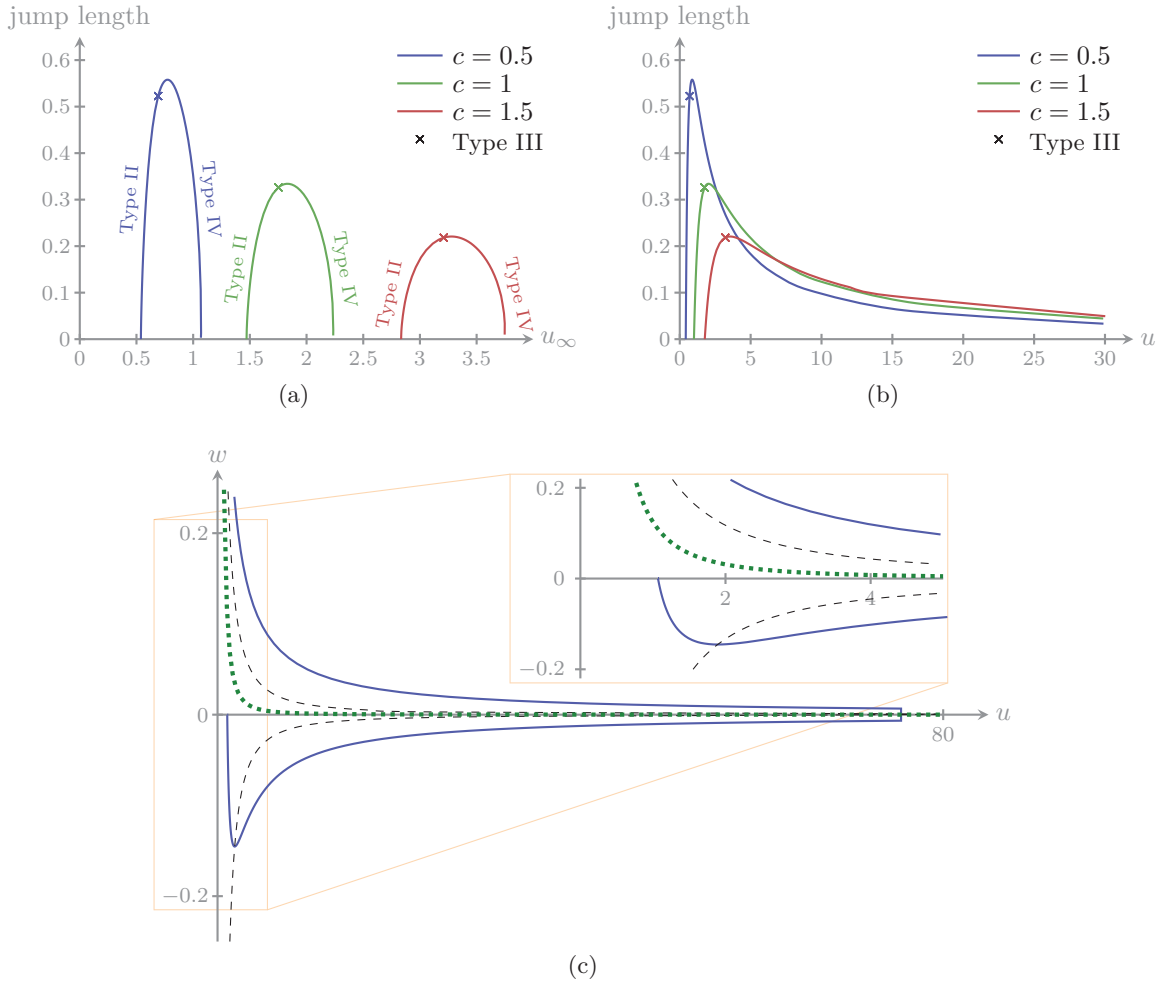 jump length
0.6
0.5
0.4
0.3
0.2
0.1
0
0 0.5 1 1.5 2 2.5 3 3.5
u∞
Type II
Type IV
Type II
Type IV
Type II
Type IV
c = 0.5
c = 1
c = 1.5
Type III
(a)
jump length
0.6
0.5
0.4
0.3
0.2
0.1
0
0 5 10 15 20 25 30
u
c = 0.5
c = 1
c = 1.5
Type III
(b)
w
0.2
0
−0.2
80
u
0.2
0
−0.2
2 4
(c)